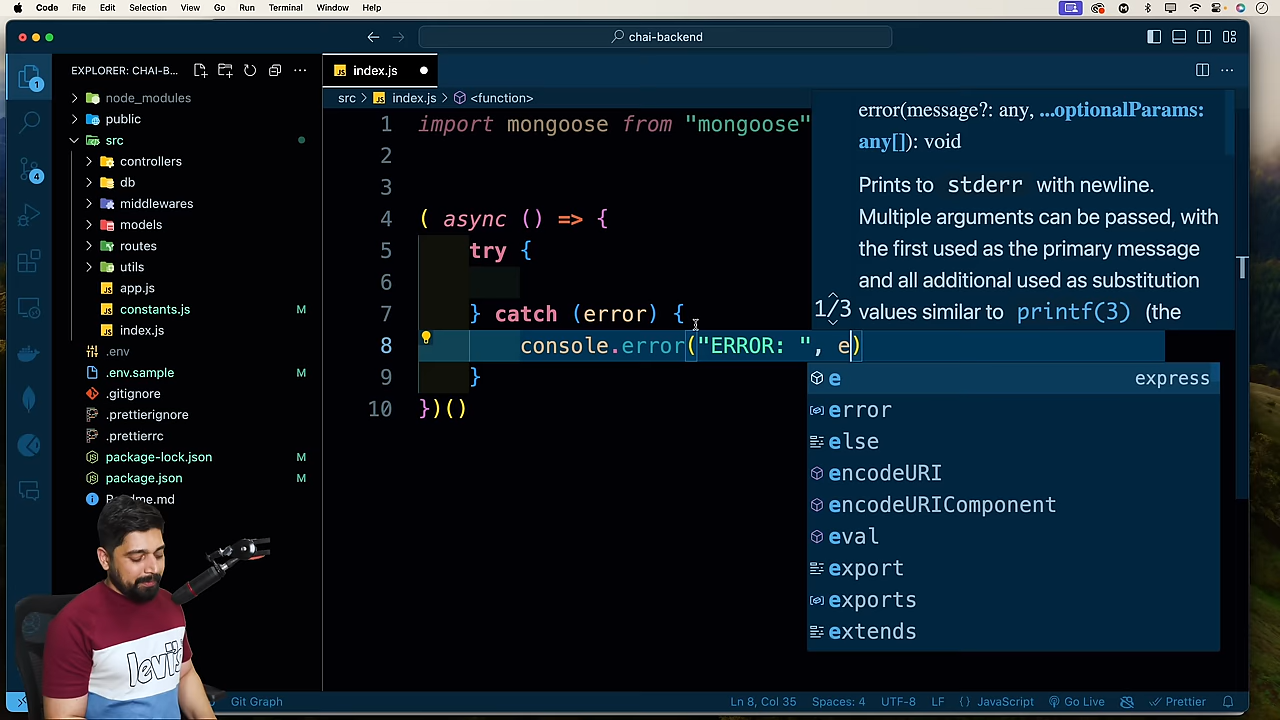 Code File Edit Selection View Go Run Terminal Window Help
chai-backend
EXPLORER: CHAI-B...
index.js
src > index.js > <function>
node_modules
public
src
controllers
db
middlewares
models
routes
utils
app.js
constants.js M
index.js
.env
.env.sample M
.gitignore
.prettierignore
.prettierrc
package-lock.json M
package.json M
Readme.md
1
4
1 import mongoose from "mongoose"
2
3
4 ( async () => {
5 try {
6
7 } catch (error) {
8 console.error("ERROR: ", e)
9 }
10 })()
error(message?: any, ...optionalParams:
any[]): void
Prints to stderr with newline.
Multiple arguments can be passed, with
the first used as the primary message
and all additional used as substitution
1/3
values similar to printf(3) (the
e express
error
else
encodeURI
encodeURIComponent
eval
export
exports
extends
levi's
Git Graph
Ln 8, Col 35 Spaces: 4 UTF-8 LF {} JavaScript Go Live Prettier